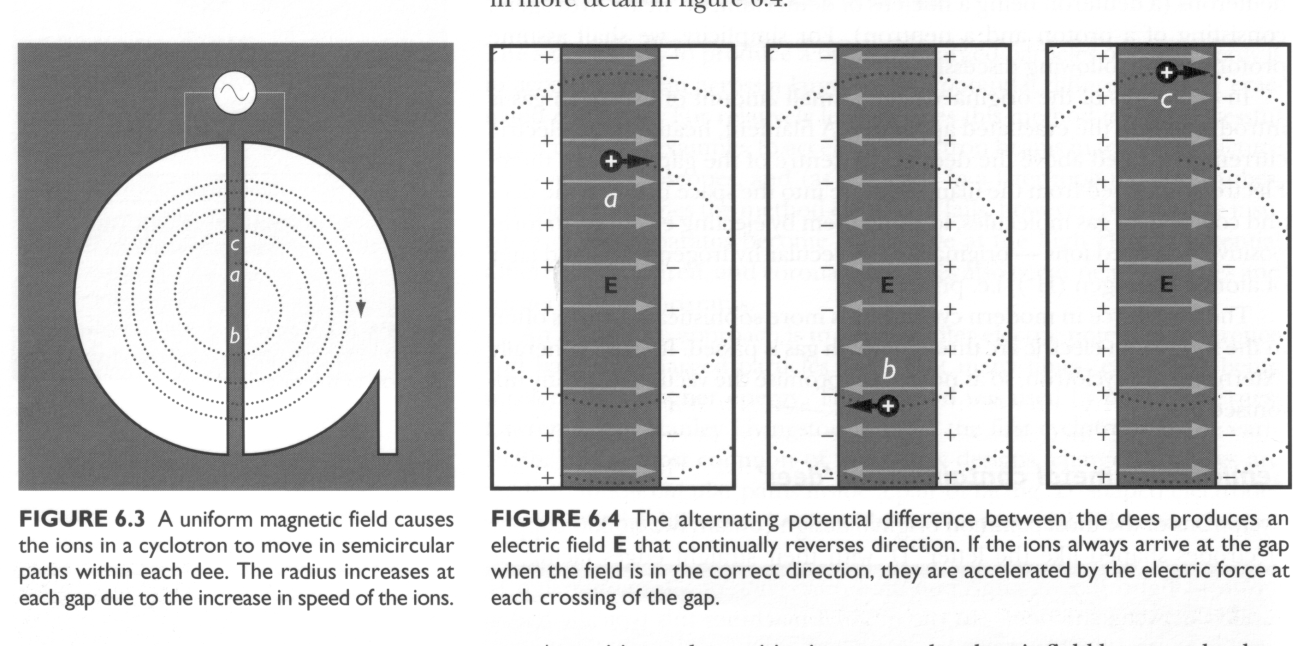 in more detail in figure 6.4.
c
a
b
a
E
E
b
c
E
FIGURE 6.3 A uniform magnetic field causes
the ions in a cyclotron to move in semicircular
paths within each dee. The radius increases at
each gap due to the increase in speed of the ions.
FIGURE 6.4 The alternating potential difference between the dees produces an
electric field E that continually reverses direction. If the ions always arrive at the gap
when the field is in the correct direction, they are accelerated by the electric force at
each crossing of the gap.